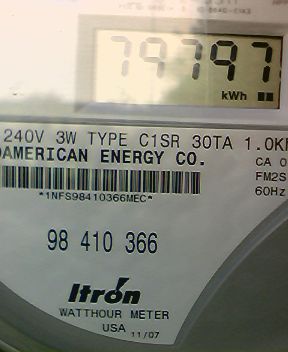 79797
kWh
240V 3W TYPE C1SR 30TA 1.0K
AMERICAN ENERGY CO.
CA 0
FM2S
60Hz
*1NFS98410366MEC*
98 410 366
Itron
WATTHOUR METER
USA 11/07